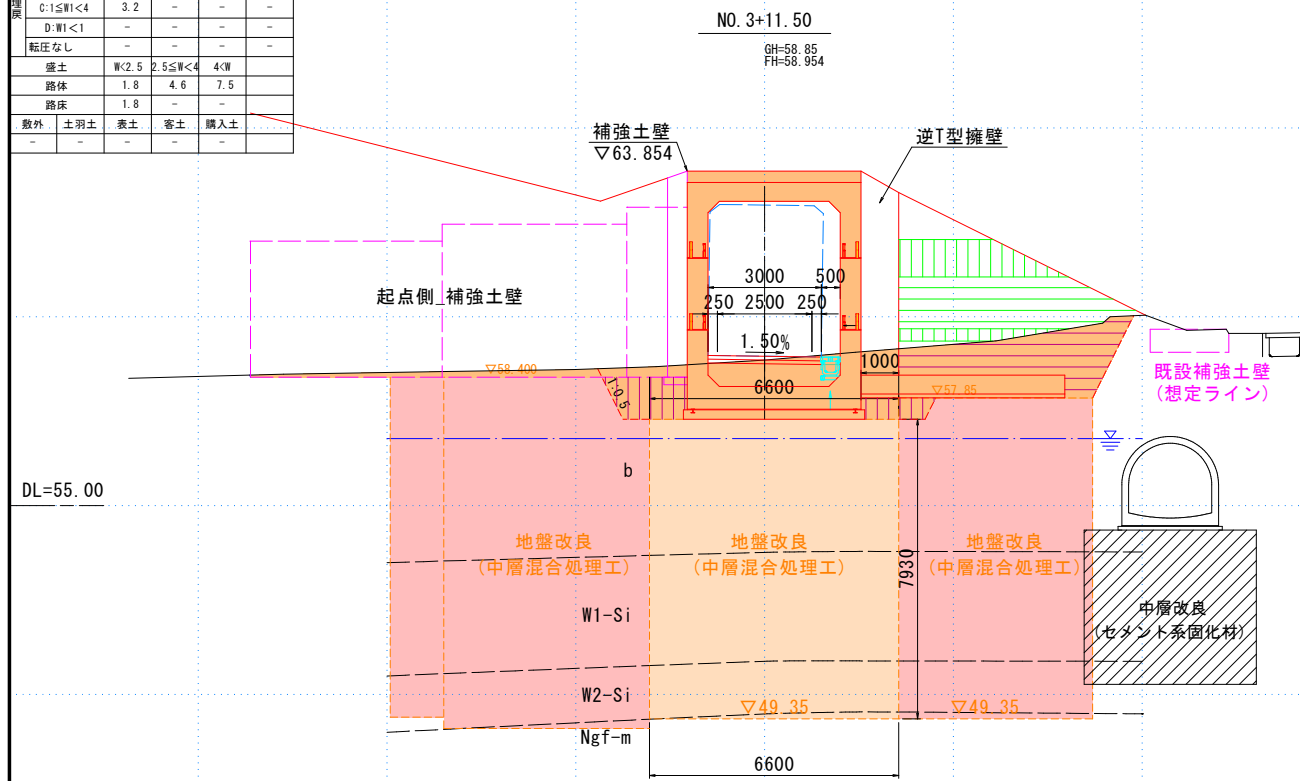 埋戻
C:1≦W1<4 3.2 - - -
D:W1<1 - - - -
転圧なし - - - -
盛土 W<2.5 2.5≦W<4 4<W
路体 1.8 4.6 7.5
路床 1.8 - -
敷外 土羽土 表土 客土 購入土
- - - - -
NO.3+11.50
GH=58.85
FH=58.954
補強土壁
▽63.854
逆T型擁壁
起点側_補強土壁
3000 500
250 2500 250
1.50%
1000
6600
▽58.400
1:0.5
▽57.85
既設補強土壁
(想定ライン)
b
DL=55.00
地盤改良
(中層混合処理工)
地盤改良
(中層混合処理工)
地盤改良
(中層混合処理工)
7930
W1-Si
中層改良
(セメント系固化材)
W2-Si
▽49.35
▽49.35
Ngf-m
6600